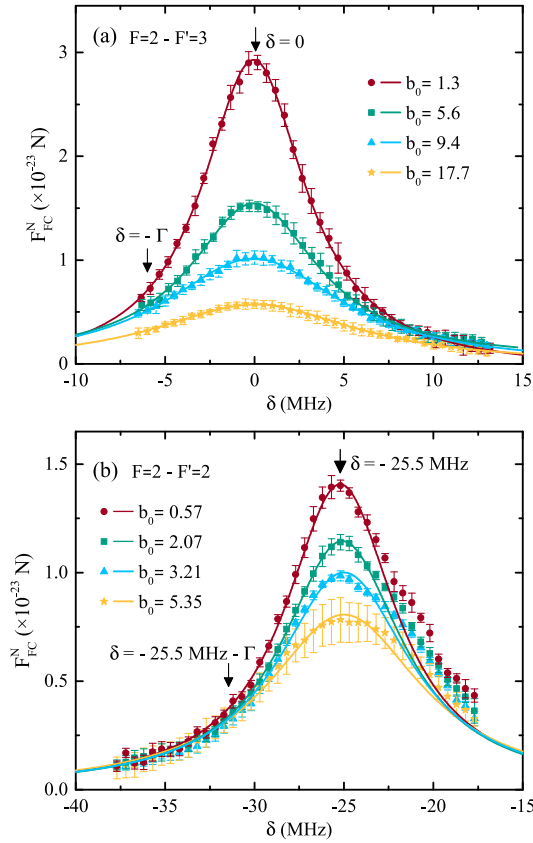 (a) F=2 - F'=3
δ=0
b₀= 1.3
b₀= 5.6
b₀= 9.4
b₀= 17.7
δ= - Γ
F^N_FC (×10⁻²³ N)
3
2
1
0
-10 -5 0 5 10 15
δ (MHz)
(b) F=2 - F'=2
δ= - 25.5 MHz
b₀= 0.57
b₀= 2.07
b₀= 3.21
b₀= 5.35
δ= - 25.5 MHz - Γ
F^N_FC (×10⁻²³ N)
1.5
1.0
0.5
0.0
-40 -35 -30 -25 -20 -15
δ (MHz)